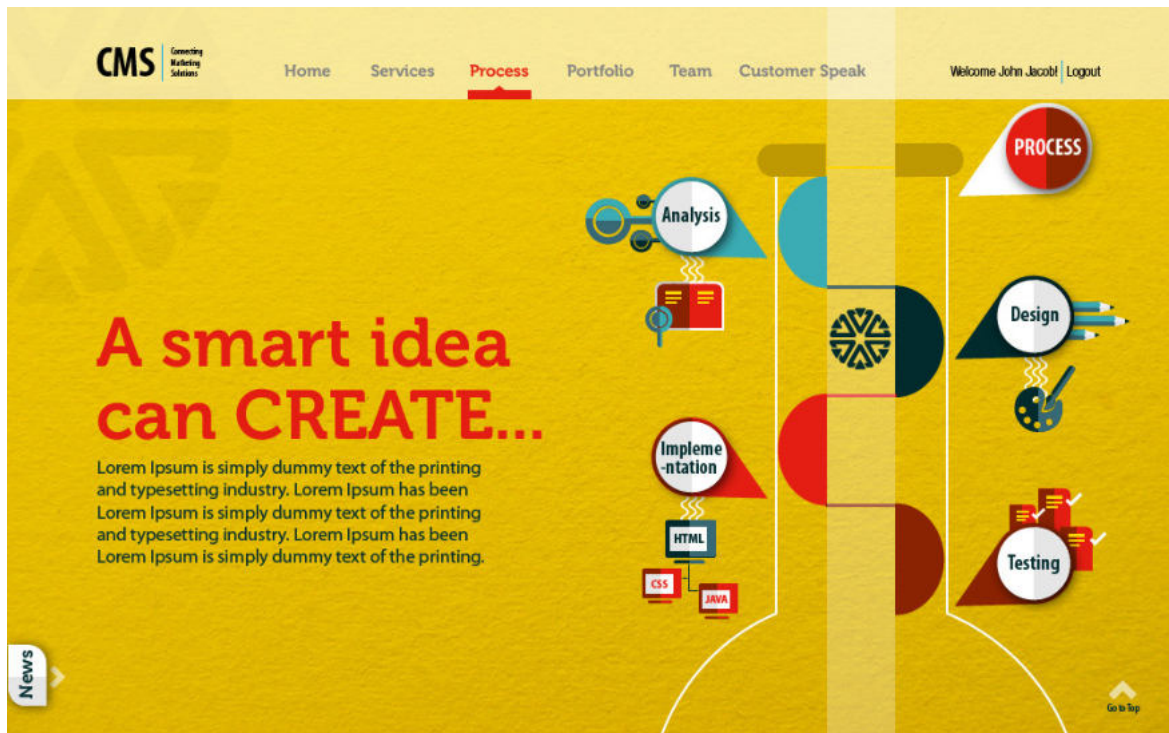 CMS
Connecting
Marketing
Solutions
Home
Services
Process
Portfolio
Team
Customer Speak
Welcome John Jacob!
Logout
PROCESS
Analysis
Design
A smart idea
can CREATE...
Lorem Ipsum is simply dummy text of the printing
and typesetting industry. Lorem Ipsum has been
Lorem Ipsum is simply dummy text of the printing
and typesetting industry. Lorem Ipsum has been
Lorem Ipsum is simply dummy text of the printing.
Impleme
-ntation
HTML
CSS
JAVA
Testing
News
Go to Top